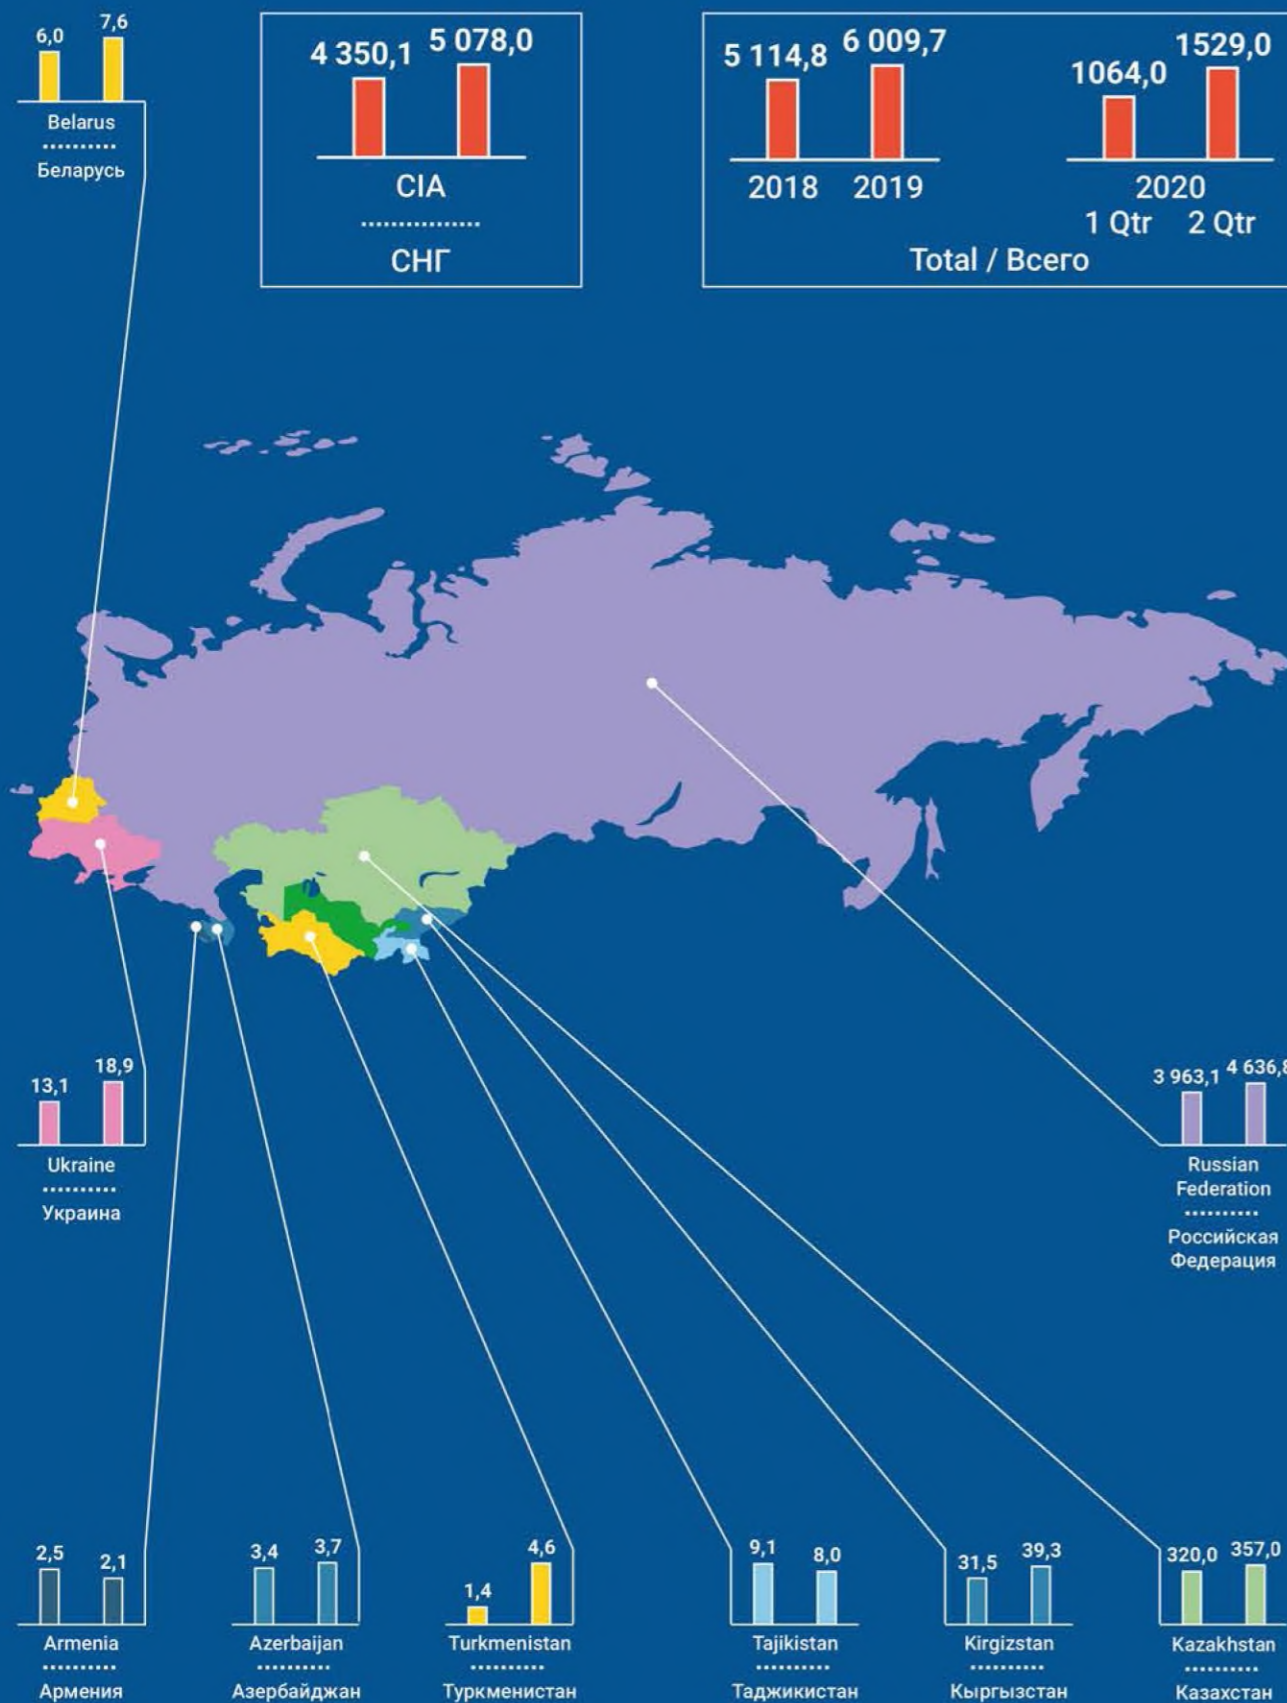 6,0 7,6
Belarus
Беларусь
4 350,1 5 078,0
CIA
СНГ
5 114,8 6 009,7
2018 2019
1064,0 1529,0
2020
1 Qtr 2 Qtr
Total / Всего
13,1 18,9
Ukraine
Украина
3 963,1 4 636,8
Russian
Federation
Российская
Федерация
2,5 2,1
Armenia
Армения
3,4 3,7
Azerbaijan
Азербайджан
1,4 4,6
Turkmenistan
Туркменистан
9,1 8,0
Tajikistan
Таджикистан
31,5 39,3
Kirgizstan
Кыргызстан
320,0 357,0
Kazakhstan
Казахстан